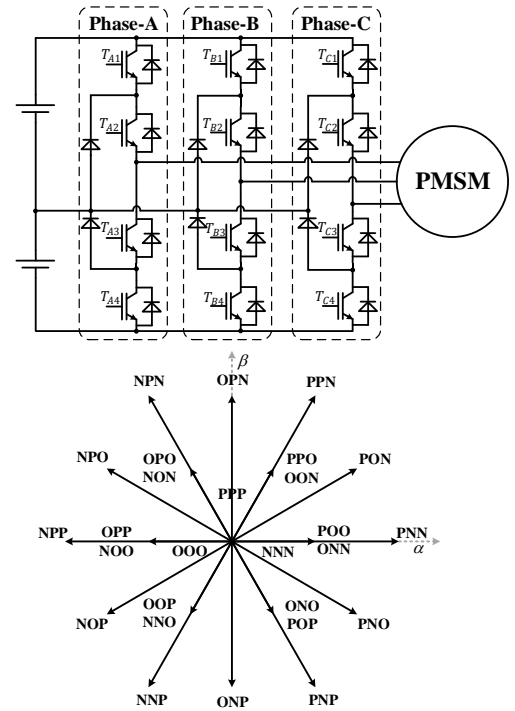 Phase-A Phase-B Phase-C
T_A1 T_B1 T_C1
T_A2 T_B2 T_C2
PMSM
T_A3 T_B3 T_C3
T_A4 T_B4 T_C4
β
NPN OPN PPN
NPO OPO PPO PON
NON OON
PPP
NPP OPP POO PNN
NOO OOO NNN ONN α
NOP OOP ONO PNO
NNO POP
NNP ONP PNP